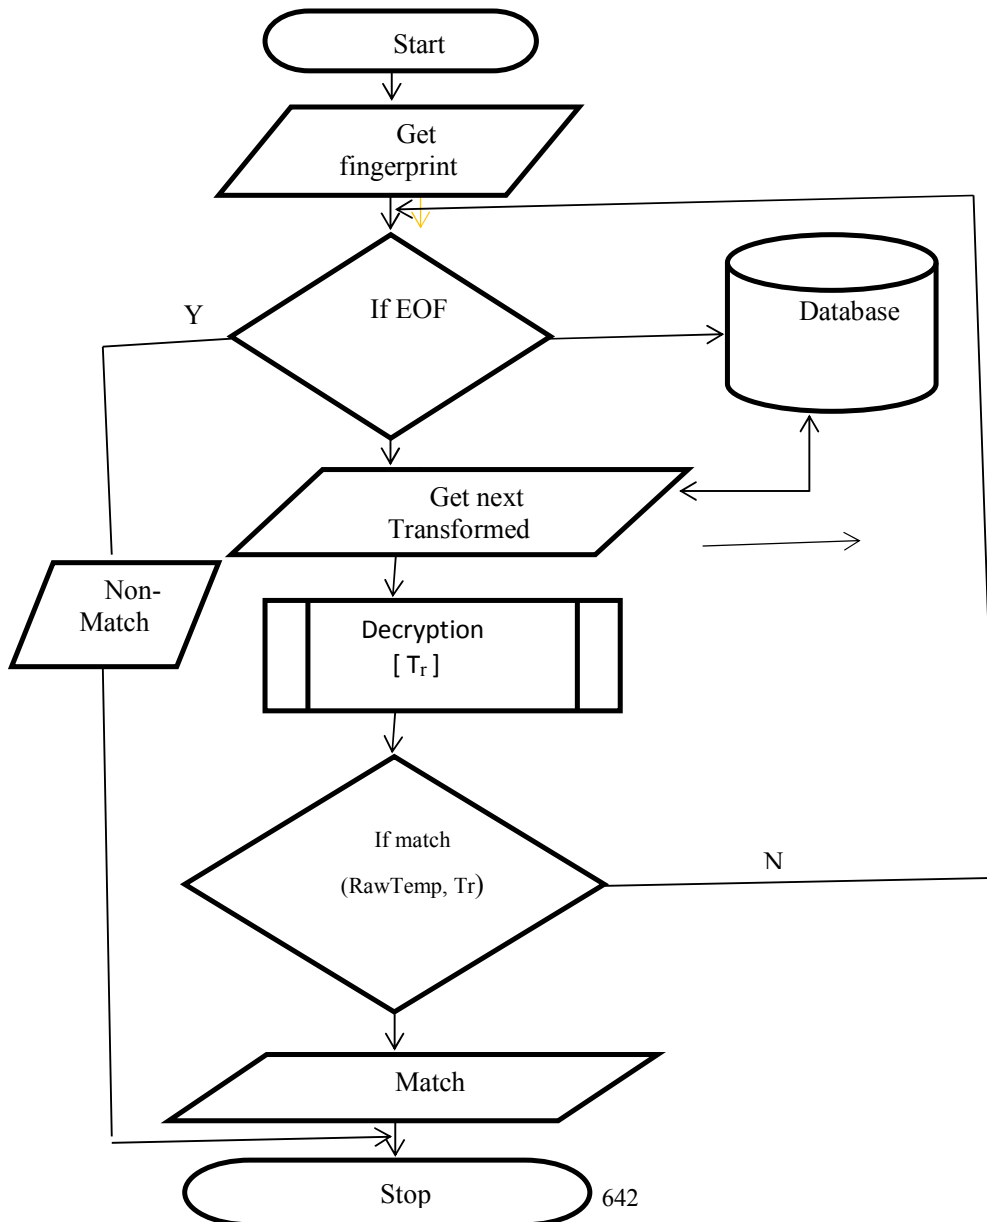 Start
Get
fingerprint
Y
If EOF
Database
Get next
Transformed
Non-
Match
Decryption
[ Tr ]
If match
(RawTemp, Tr)
N
Match
Stop
642